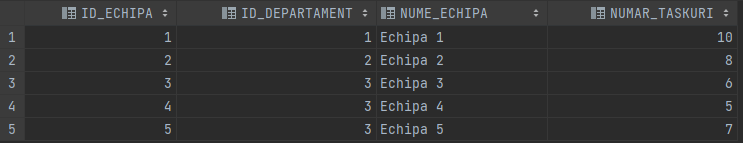 ID_ECHIPA ID_DEPARTAMENT NUME_ECHIPA NUMAR_TASKURI
1 1 1 Echipa 1 10
2 2 2 Echipa 2 8
3 3 3 Echipa 3 6
4 4 3 Echipa 4 5
5 5 3 Echipa 5 7